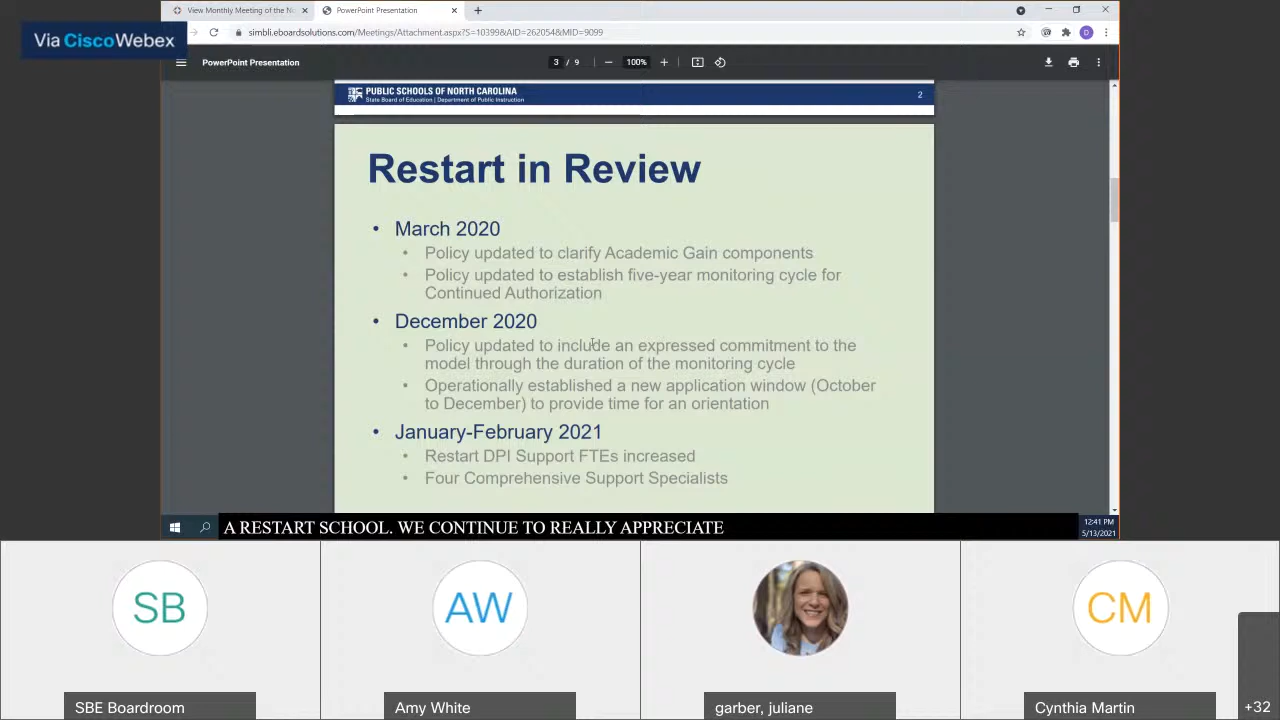 View Monthly Meeting of the No
PowerPoint Presentation
Via CiscoWebex
simbli.eboardsolutions.com/Meetings/Attachment.aspx?S=10399&AID=262054&MID=9099
D
PowerPoint Presentation
3 / 9
100%
PUBLIC SCHOOLS OF NORTH CAROLINA
State Board of Education | Department of Public Instruction
2
Restart in Review
• March 2020
• Policy updated to clarify Academic Gain components
• Policy updated to establish five-year monitoring cycle for
Continued Authorization
• December 2020
• Policy updated to include an expressed commitment to the
model through the duration of the monitoring cycle
• Operationally established a new application window (October
to December) to provide time for an orientation
• January-February 2021
• Restart DPI Support FTEs increased
• Four Comprehensive Support Specialists
A RESTART SCHOOL. WE CONTINUE TO REALLY APPRECIATE
12:41 PM
5/13/2021
SB
AW
CM
SBE Boardroom
Amy White
garber, juliane
Cynthia Martin
+32